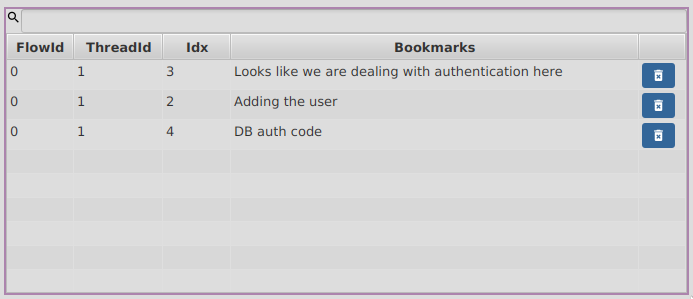 FlowId ThreadId Idx Bookmarks
0 1 3 Looks like we are dealing with authentication here
0 1 2 Adding the user
0 1 4 DB auth code